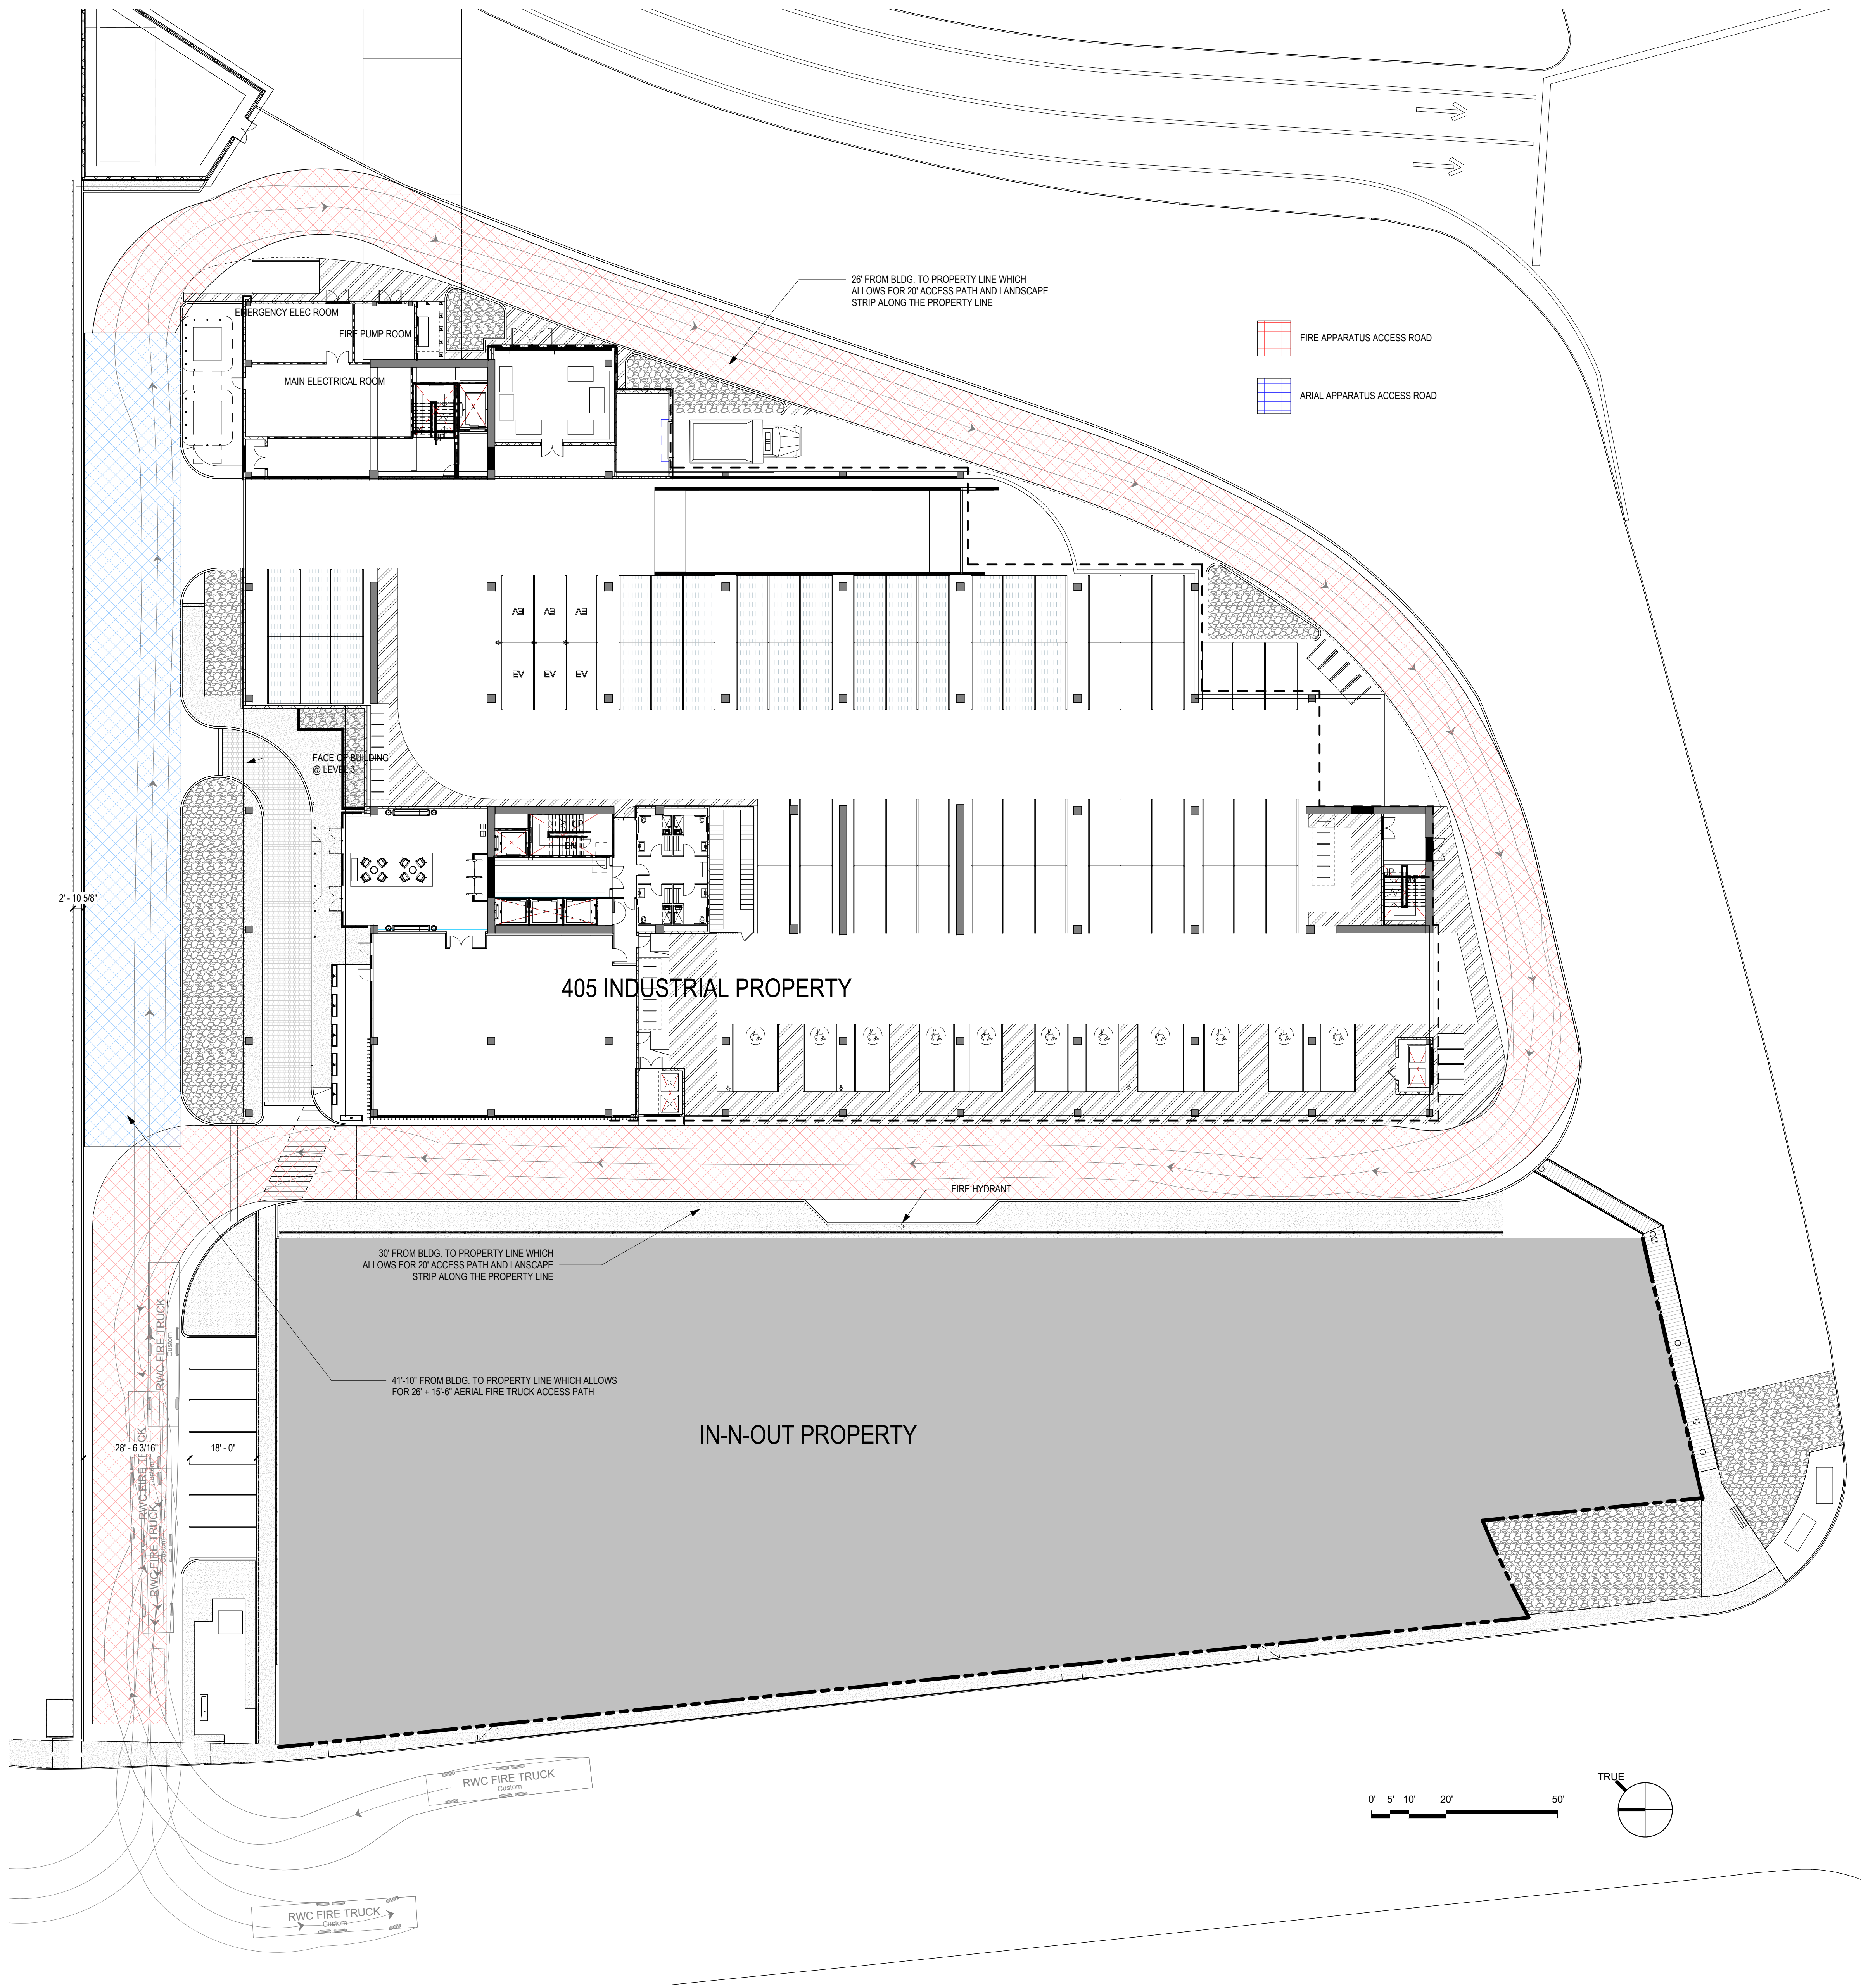 26' FROM BLDG. TO PROPERTY LINE WHICH
ALLOWS FOR 20' ACCESS PATH AND LANDSCAPE
STRIP ALONG THE PROPERTY LINE
EMERGENCY ELEC ROOM
FIRE PUMP ROOM
FIRE APPARATUS ACCESS ROAD
MAIN ELECTRICAL ROOM
ARIAL APPARATUS ACCESS ROAD
EV EV EV
EV EV EV
FACE OF BUILDING
@ LEVEL 3
UP
DN
2' - 10 5/8"
405 INDUSTRIAL PROPERTY
FIRE HYDRANT
30' FROM BLDG. TO PROPERTY LINE WHICH
ALLOWS FOR 20' ACCESS PATH AND LANSCAPE
STRIP ALONG THE PROPERTY LINE
RWC FIRE TRUCK
Custom
41'-10" FROM BLDG. TO PROPERTY LINE WHICH ALLOWS
FOR 26' + 15'-6" AERIAL FIRE TRUCK ACCESS PATH
IN-N-OUT PROPERTY
28' - 6 3/16"
18' - 0"
RWC FIRE TRUCK
Custom
RWC FIRE TRUCK
Custom
RWC FIRE TRUCK
Custom
TRUE
0' 5' 10' 20' 50'
RWC FIRE TRUCK
Custom